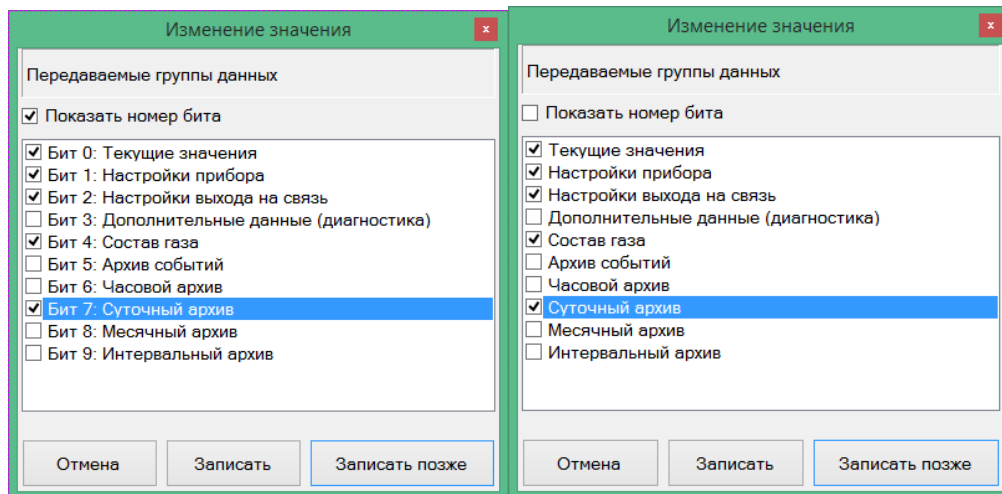 Изменение значения
x
Передаваемые группы данных
Показать номер бита
Бит 0: Текущие значения
Бит 1: Настройки прибора
Бит 2: Настройки выхода на связь
Бит 3: Дополнительные данные (диагностика)
Бит 4: Состав газа
Бит 5: Архив событий
Бит 6: Часовой архив
Бит 7: Суточный архив
Бит 8: Месячный архив
Бит 9: Интервальный архив
Отмена
Записать
Записать позже
Изменение значения
x
Передаваемые группы данных
Показать номер бита
Текущие значения
Настройки прибора
Настройки выхода на связь
Дополнительные данные (диагностика)
Состав газа
Архив событий
Часовой архив
Суточный архив
Месячный архив
Интервальный архив
Отмена
Записать
Записать позже